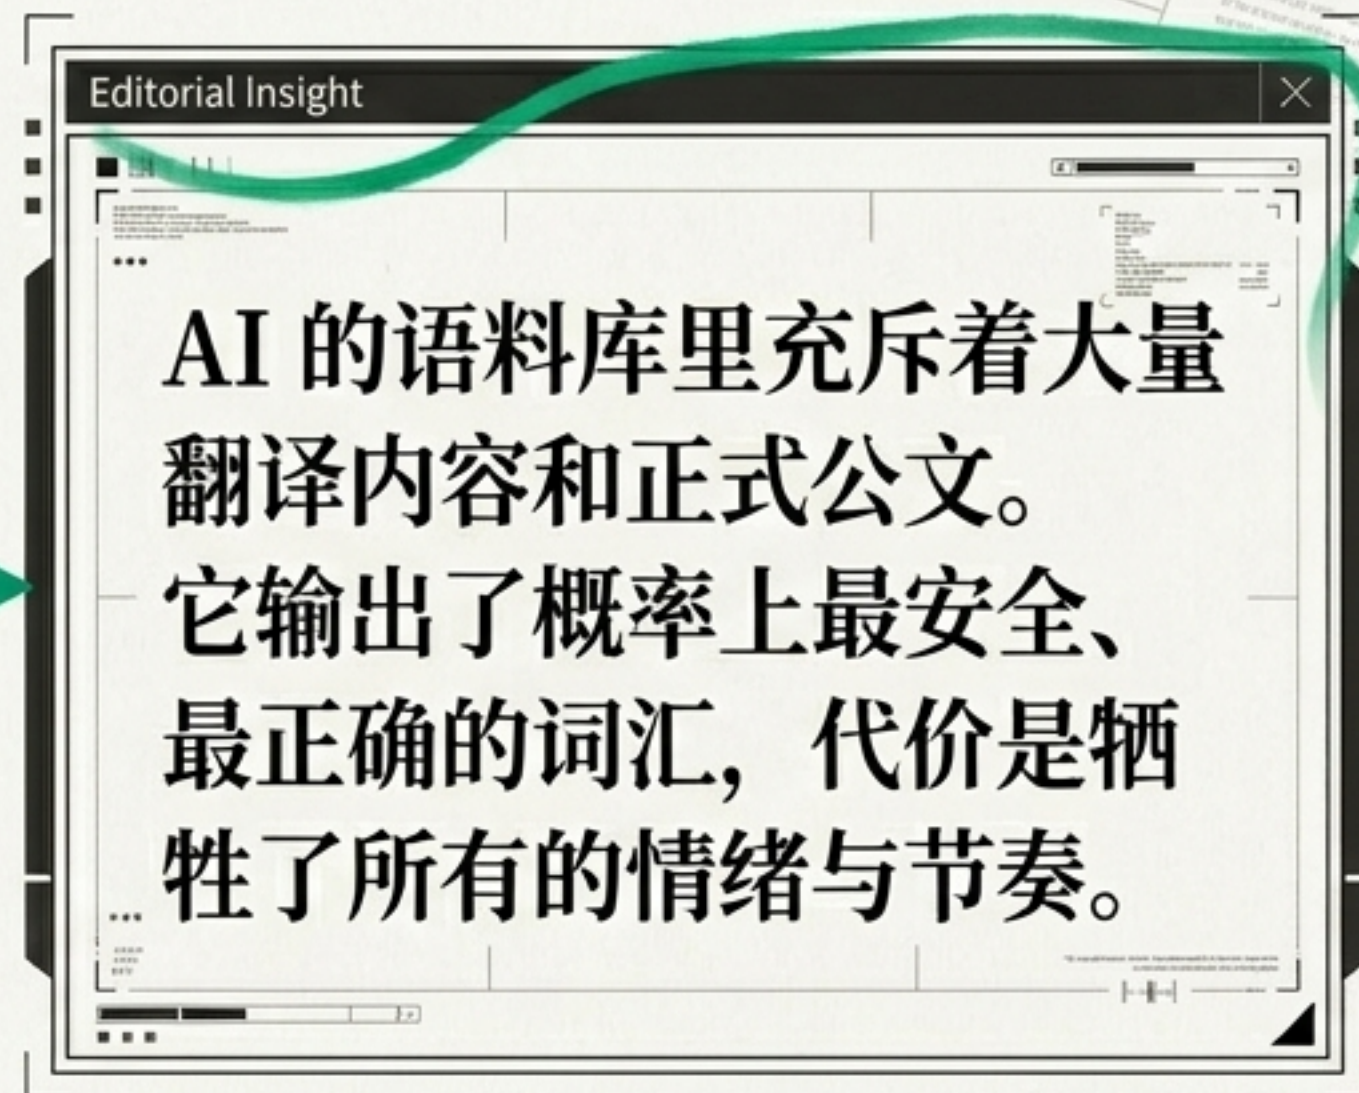 Editorial Insight
AI 的语料库里充斥着大量
翻译内容和正式公文。
它输出了概率上最安全、
最正确的词汇，代价是牺
牲了所有的情绪与节奏。